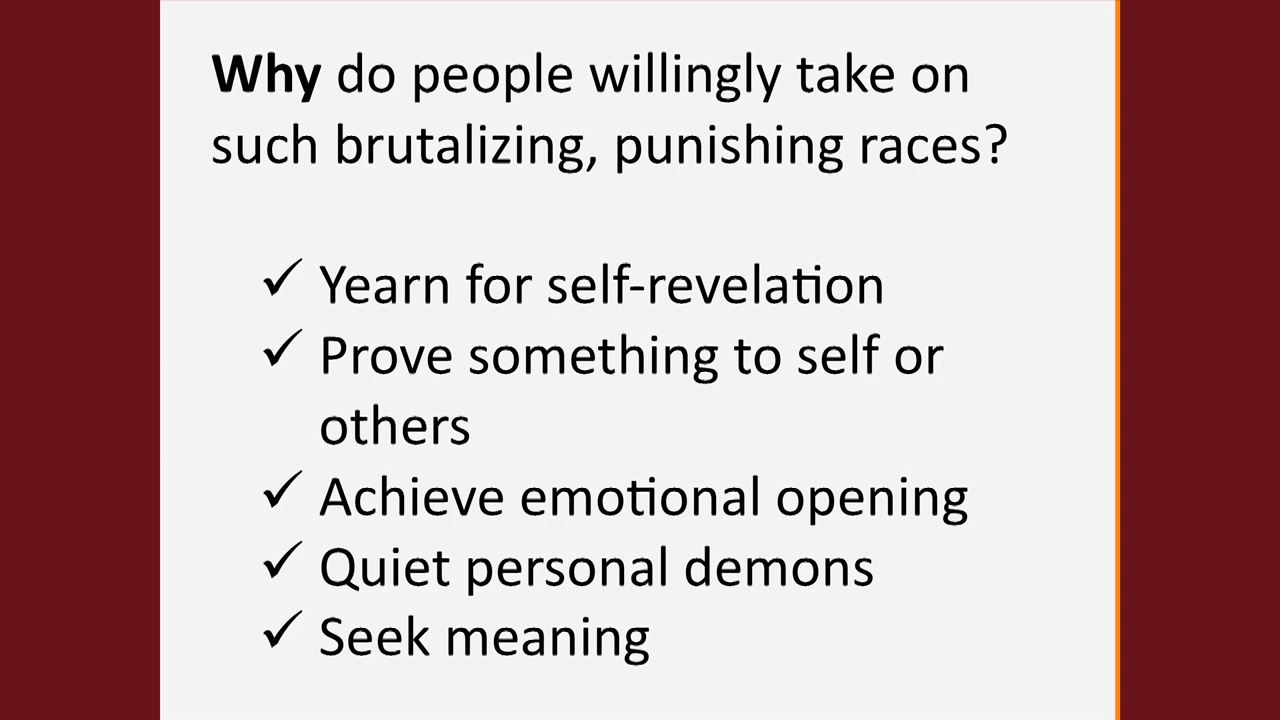 Why do people willingly take on
such brutalizing, punishing races?
✓ Yearn for self-revelation
✓ Prove something to self or
others
✓ Achieve emotional opening
✓ Quiet personal demons
✓ Seek meaning